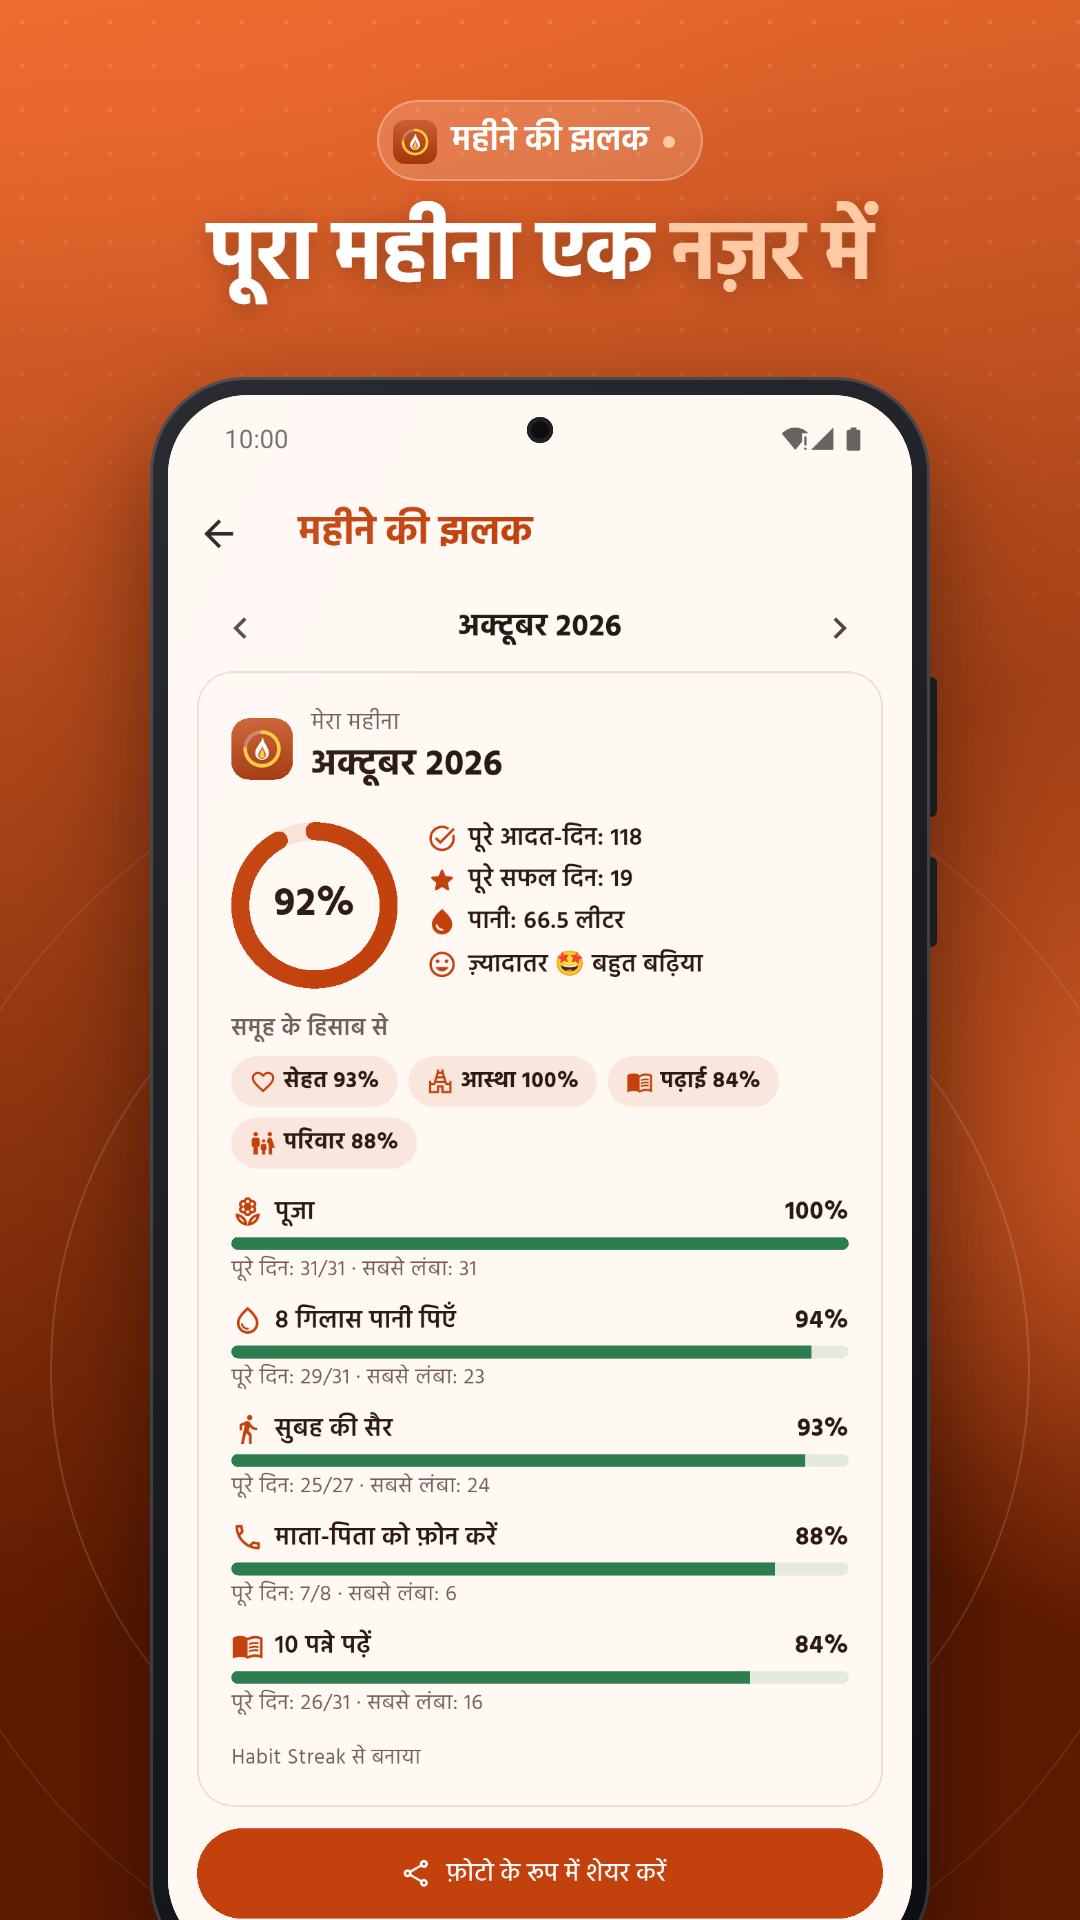 महीने की झलक
पूरा महीना एक नज़र में
10:00
महीने की झलक
अक्टूबर 2026
मेरा महीना
अक्टूबर 2026
92%
पूरे आदत-दिन: 118
पूरे सफल दिन: 19
पानी: 66.5 लीटर
ज़्यादातर 🤩 बहुत बढ़िया
समूह के हिसाब से
सेहत 93%
आस्था 100%
पढ़ाई 84%
परिवार 88%
पूजा 100%
पूरे दिन: 31/31 · सबसे लंबा: 31
8 गिलास पानी पिएँ 94%
पूरे दिन: 29/31 · सबसे लंबा: 23
सुबह की सैर 93%
पूरे दिन: 25/27 · सबसे लंबा: 24
माता-पिता को फ़ोन करें 88%
पूरे दिन: 7/8 · सबसे लंबा: 6
10 पन्ने पढ़ें 84%
पूरे दिन: 26/31 · सबसे लंबा: 16
Habit Streak से बनाया
फ़ोटो के रूप में शेयर करें